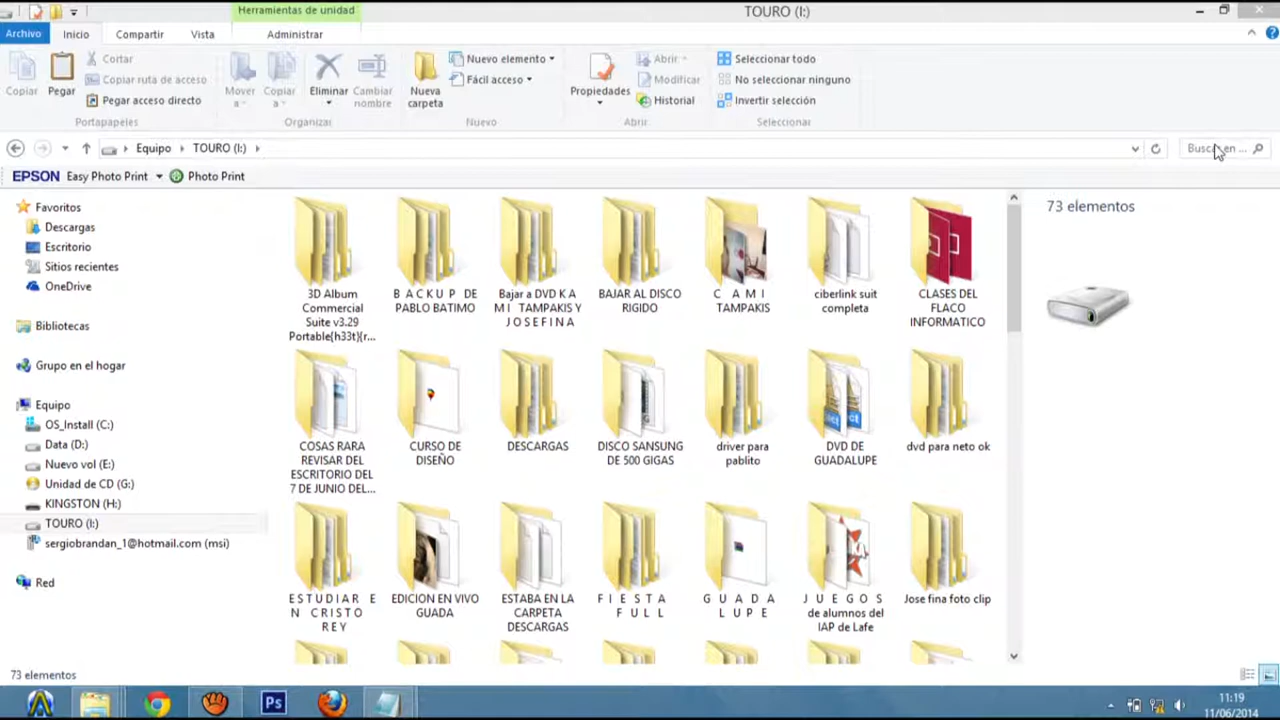 Herramientas de unidad
TOURO (I:)
Archivo
Inicio
Compartir
Vista
Administrar
Copiar
Pegar
Cortar
Copiar ruta de acceso
Pegar acceso directo
Portapapeles
Mover a
Copiar a
Eliminar
Cambiar nombre
Organizar
Nueva carpeta
Nuevo elemento
Fácil acceso
Nuevo
Propiedades
Abrir
Modificar
Historial
Abrir
Seleccionar todo
No seleccionar ninguno
Invertir selección
Seleccionar
Equipo
TOURO (I:)
EPSON Easy Photo Print
Photo Print
Favoritos
Descargas
Escritorio
Sitios recientes
OneDrive
Bibliotecas
Grupo en el hogar
Equipo
OS_Install (C:)
Data (D:)
Nuevo vol (E:)
Unidad de CD (G:)
KINGSTON (H:)
TOURO (I:)
sergiobrandan_1@hotmail.com (msi)
Red
3D Album
Commercial
Suite v3.29
Portable{h33t}{r...
B A C K U P DE
PABLO BATIMO
Bajar a DVD K A
M I TAMPAKIS Y
J O S E F I N A
BAJAR AL DISCO
RIGIDO
C A M I
TAMPAKIS
ciberlink suit
completa
CLASES DEL
FLACO
INFORMATICO
COSAS RARA
REVISAR DEL
ESCRITORIO DEL
7 DE JUNIO DEL...
CURSO DE
DISEÑO
DESCARGAS
DISCO SANSUNG
DE 500 GIGAS
driver para
pablito
DVD DE
GUADALUPE
dvd para neto ok
E S T U D I A R E
N C R I S T O
R E Y
EDICION EN VIVO
GUADA
ESTABA EN LA
CARPETA
DESCARGAS
F I E S T A
F U L L
G U A D A
L U P E
J U E G O S
de alumnos del
IAP de Lafe
Jose fina foto clip
73 elementos
73 elementos
Ps
11:19
11/06/2014